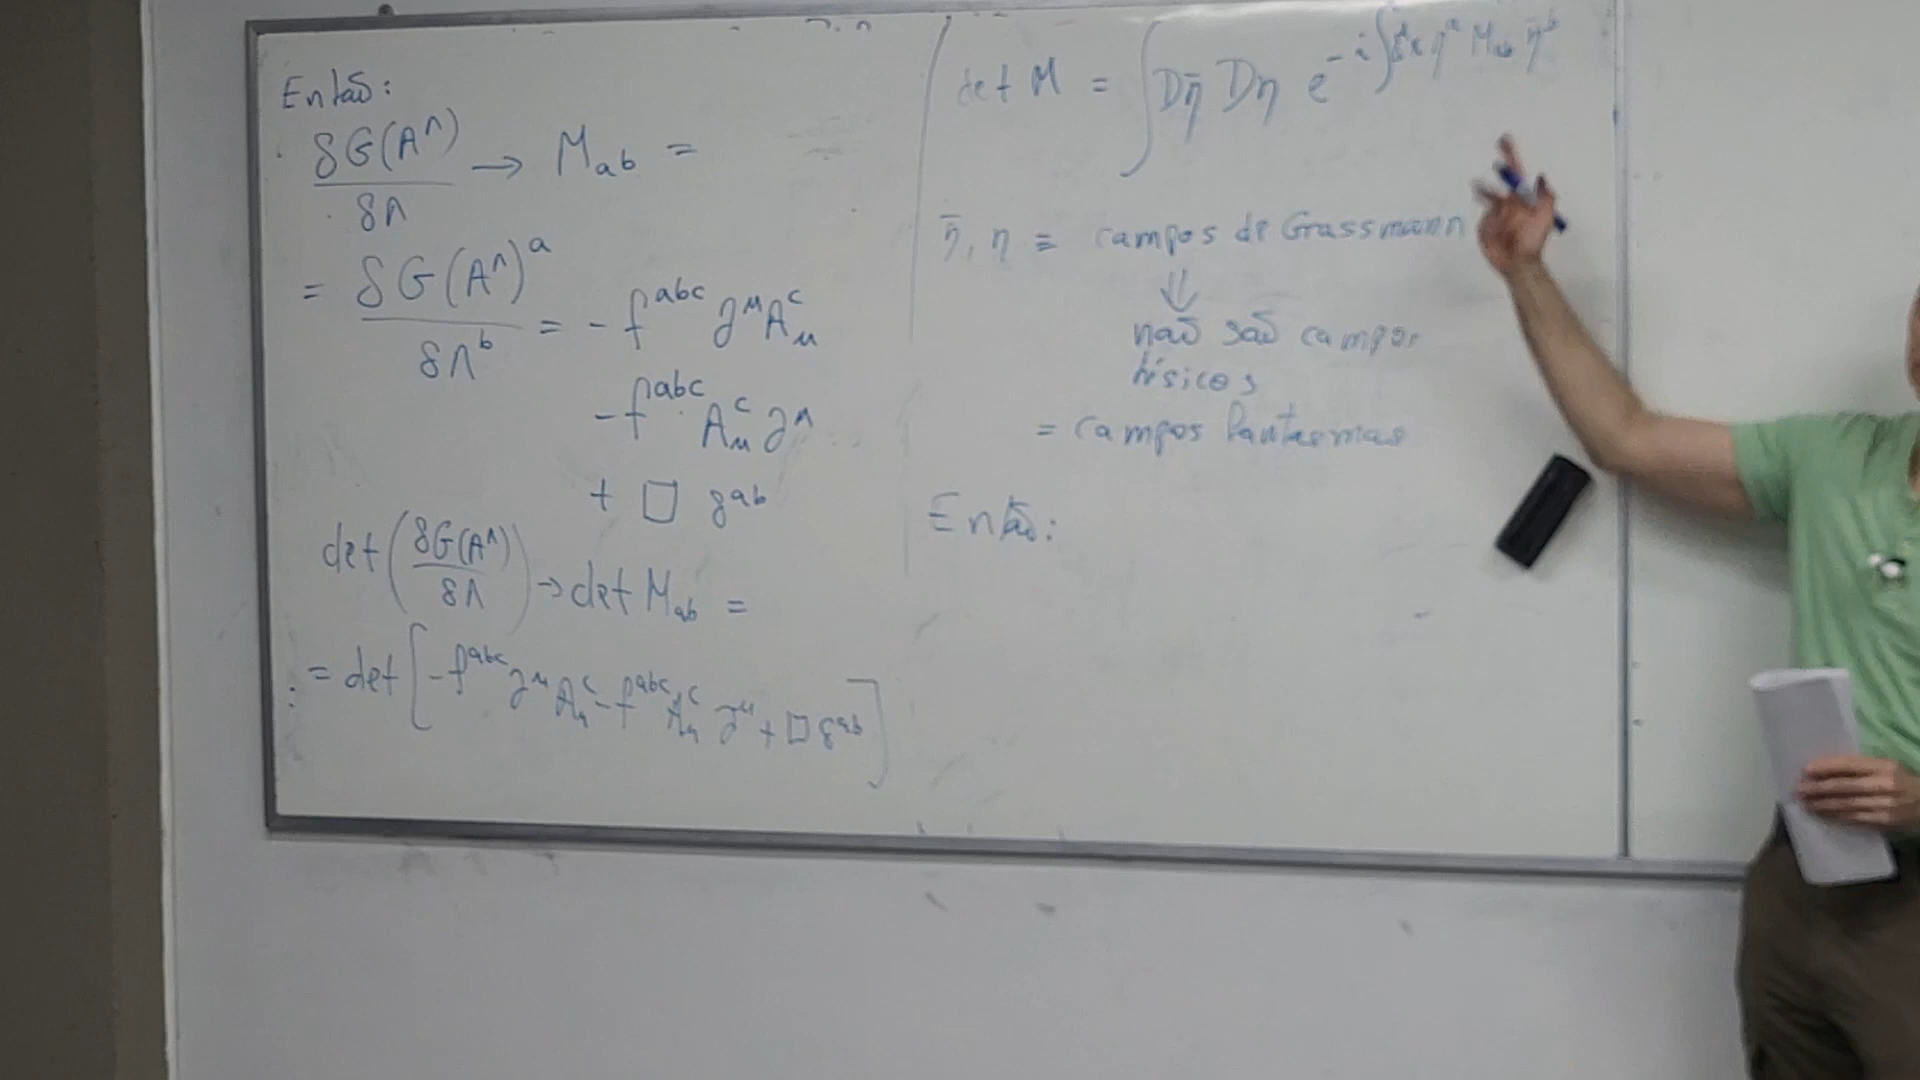 Então:
δG(A^Λ)/δΛ → M_ab =
= δG(A^Λ)^a/δΛ^b = - f^abc ∂^μ A_μ^c
- f^abc A_μ^c ∂^μ
+ □ δ^ab
det(δG(A^Λ)/δΛ) → det M_ab =
= det[-f^abc ∂^μ A_μ^c - f^abc A_μ^c ∂^μ + □ δ^ab]
det M = ∫ Dη̄ Dη e^{-i∫d x η̄^a M_ab η^b}
η̄, η ≡ campos de Grassmann
⇓
não são campos
físicos
= campos fantasmas
Então: